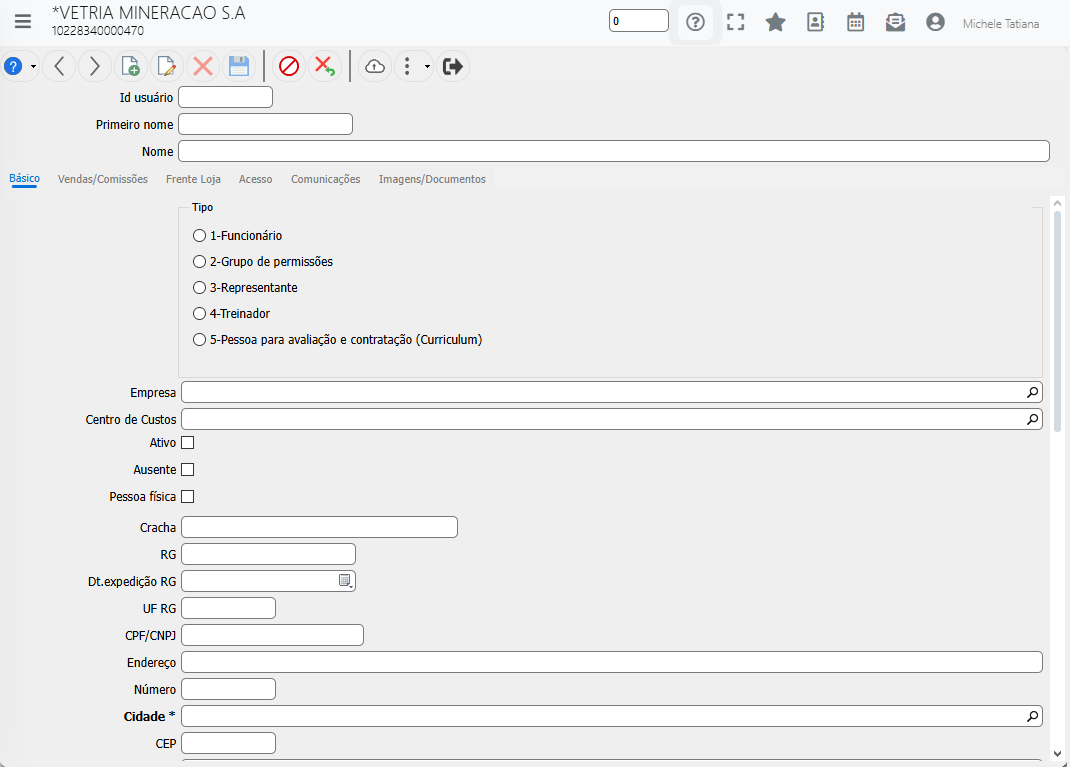 *VETRIA MINERACAO S.A
10228340000470
0
Michele Tatiana
Id usuário
Primeiro nome
Nome
Básico Vendas/Comissões Frente Loja Acesso Comunicações Imagens/Documentos
Tipo
1-Funcionário
2-Grupo de permissões
3-Representante
4-Treinador
5-Pessoa para avaliação e contratação (Curriculum)
Empresa
Centro de Custos
Ativo
Ausente
Pessoa física
Cracha
RG
Dt.expedição RG
UF RG
CPF/CNPJ
Endereço
Número
Cidade *
CEP